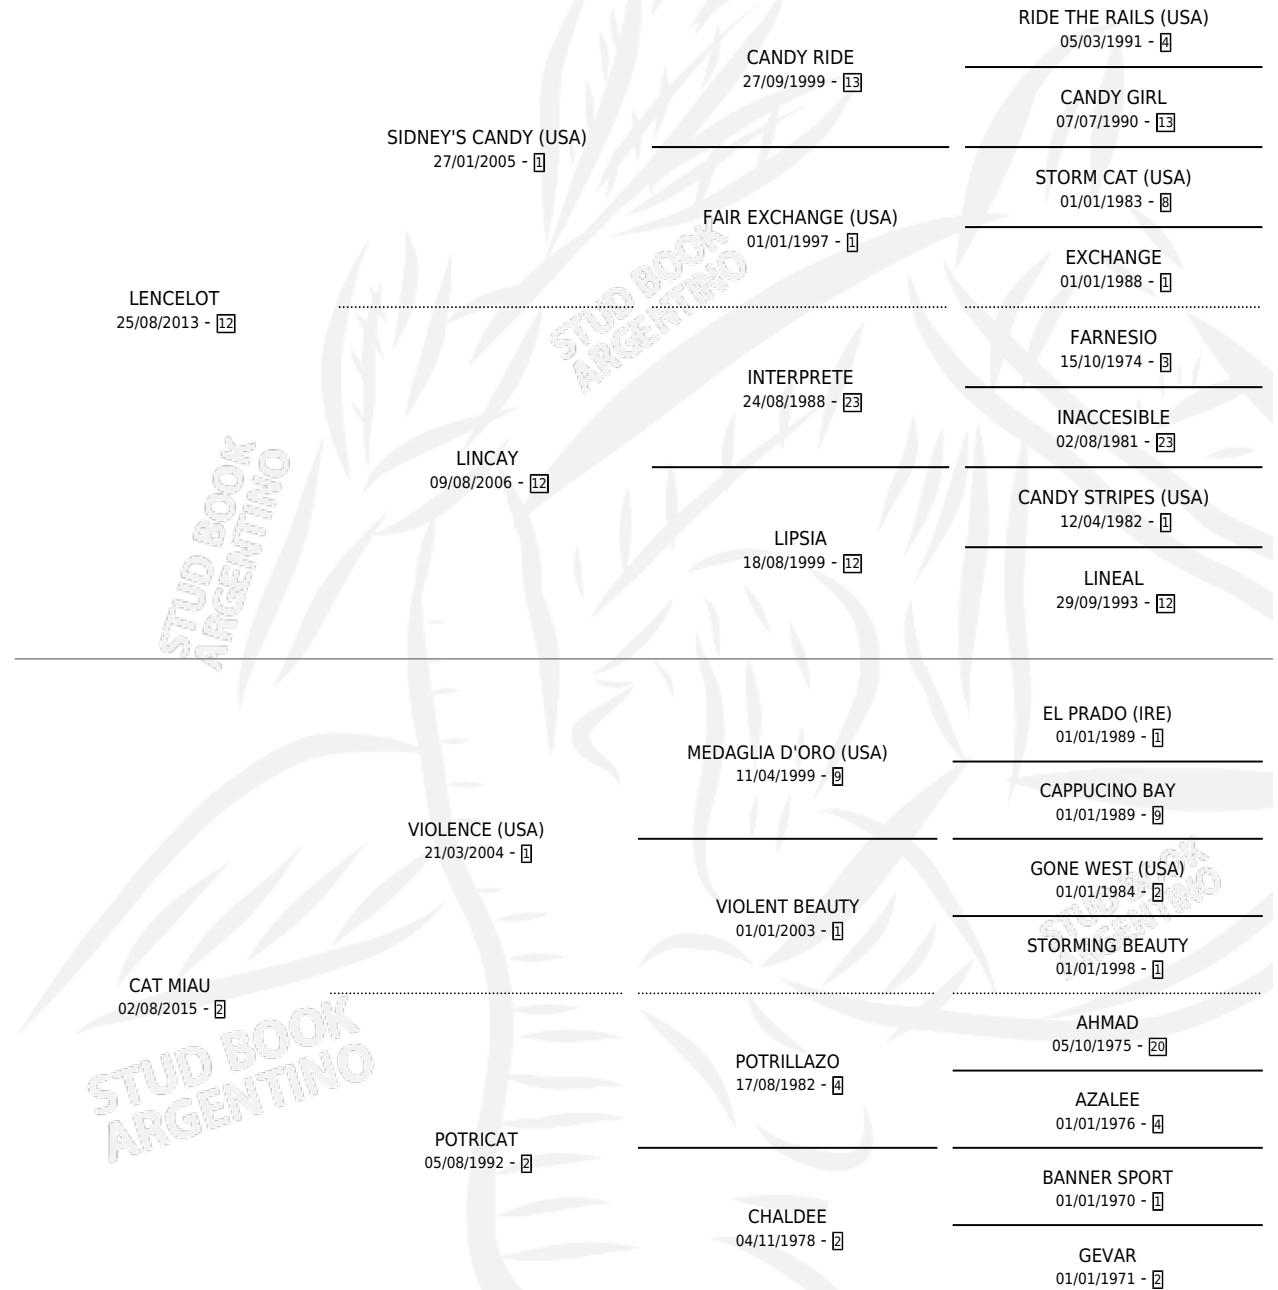 RIDE THE RAILS (USA)
05/03/1991 - 4
CANDY RIDE
27/09/1999 - 13
CANDY GIRL
07/07/1990 - 13
SIDNEY'S CANDY (USA)
27/01/2005 - 1
STORM CAT (USA)
01/01/1983 - 8
FAIR EXCHANGE (USA)
01/01/1997 - 1
EXCHANGE
01/01/1988 - 1
LENCELOT
25/08/2013 - 12
STUD BOOK
ARGENTINO
FARNESIO
15/10/1974 - 3
INTERPRETE
24/08/1988 - 23
INACCESIBLE
02/08/1981 - 23
LINCAY
09/08/2006 - 12
CANDY STRIPES (USA)
12/04/1982 - 1
LIPSIA
18/08/1999 - 12
LINEAL
29/09/1993 - 12
STUD BOOK
ARGENTINO
EL PRADO (IRE)
01/01/1989 - 1
MEDAGLIA D'ORO (USA)
11/04/1999 - 9
CAPPUCINO BAY
01/01/1989 - 9
VIOLENCE (USA)
21/03/2004 - 1
GONE WEST (USA)
01/01/1984 - 2
VIOLENT BEAUTY
01/01/2003 - 1
STORMING BEAUTY
01/01/1998 - 1
STUD BOOK
ARGENTINO
CAT MIAU
02/08/2015 - 2
STUD BOOK
ARGENTINO
AHMAD
05/10/1975 - 20
POTRILLAZO
17/08/1982 - 4
AZALEE
01/01/1976 - 4
POTRICAT
05/08/1992 - 2
BANNER SPORT
01/01/1970 - 1
CHALDEE
04/11/1978 - 2
GEVAR
01/01/1971 - 2